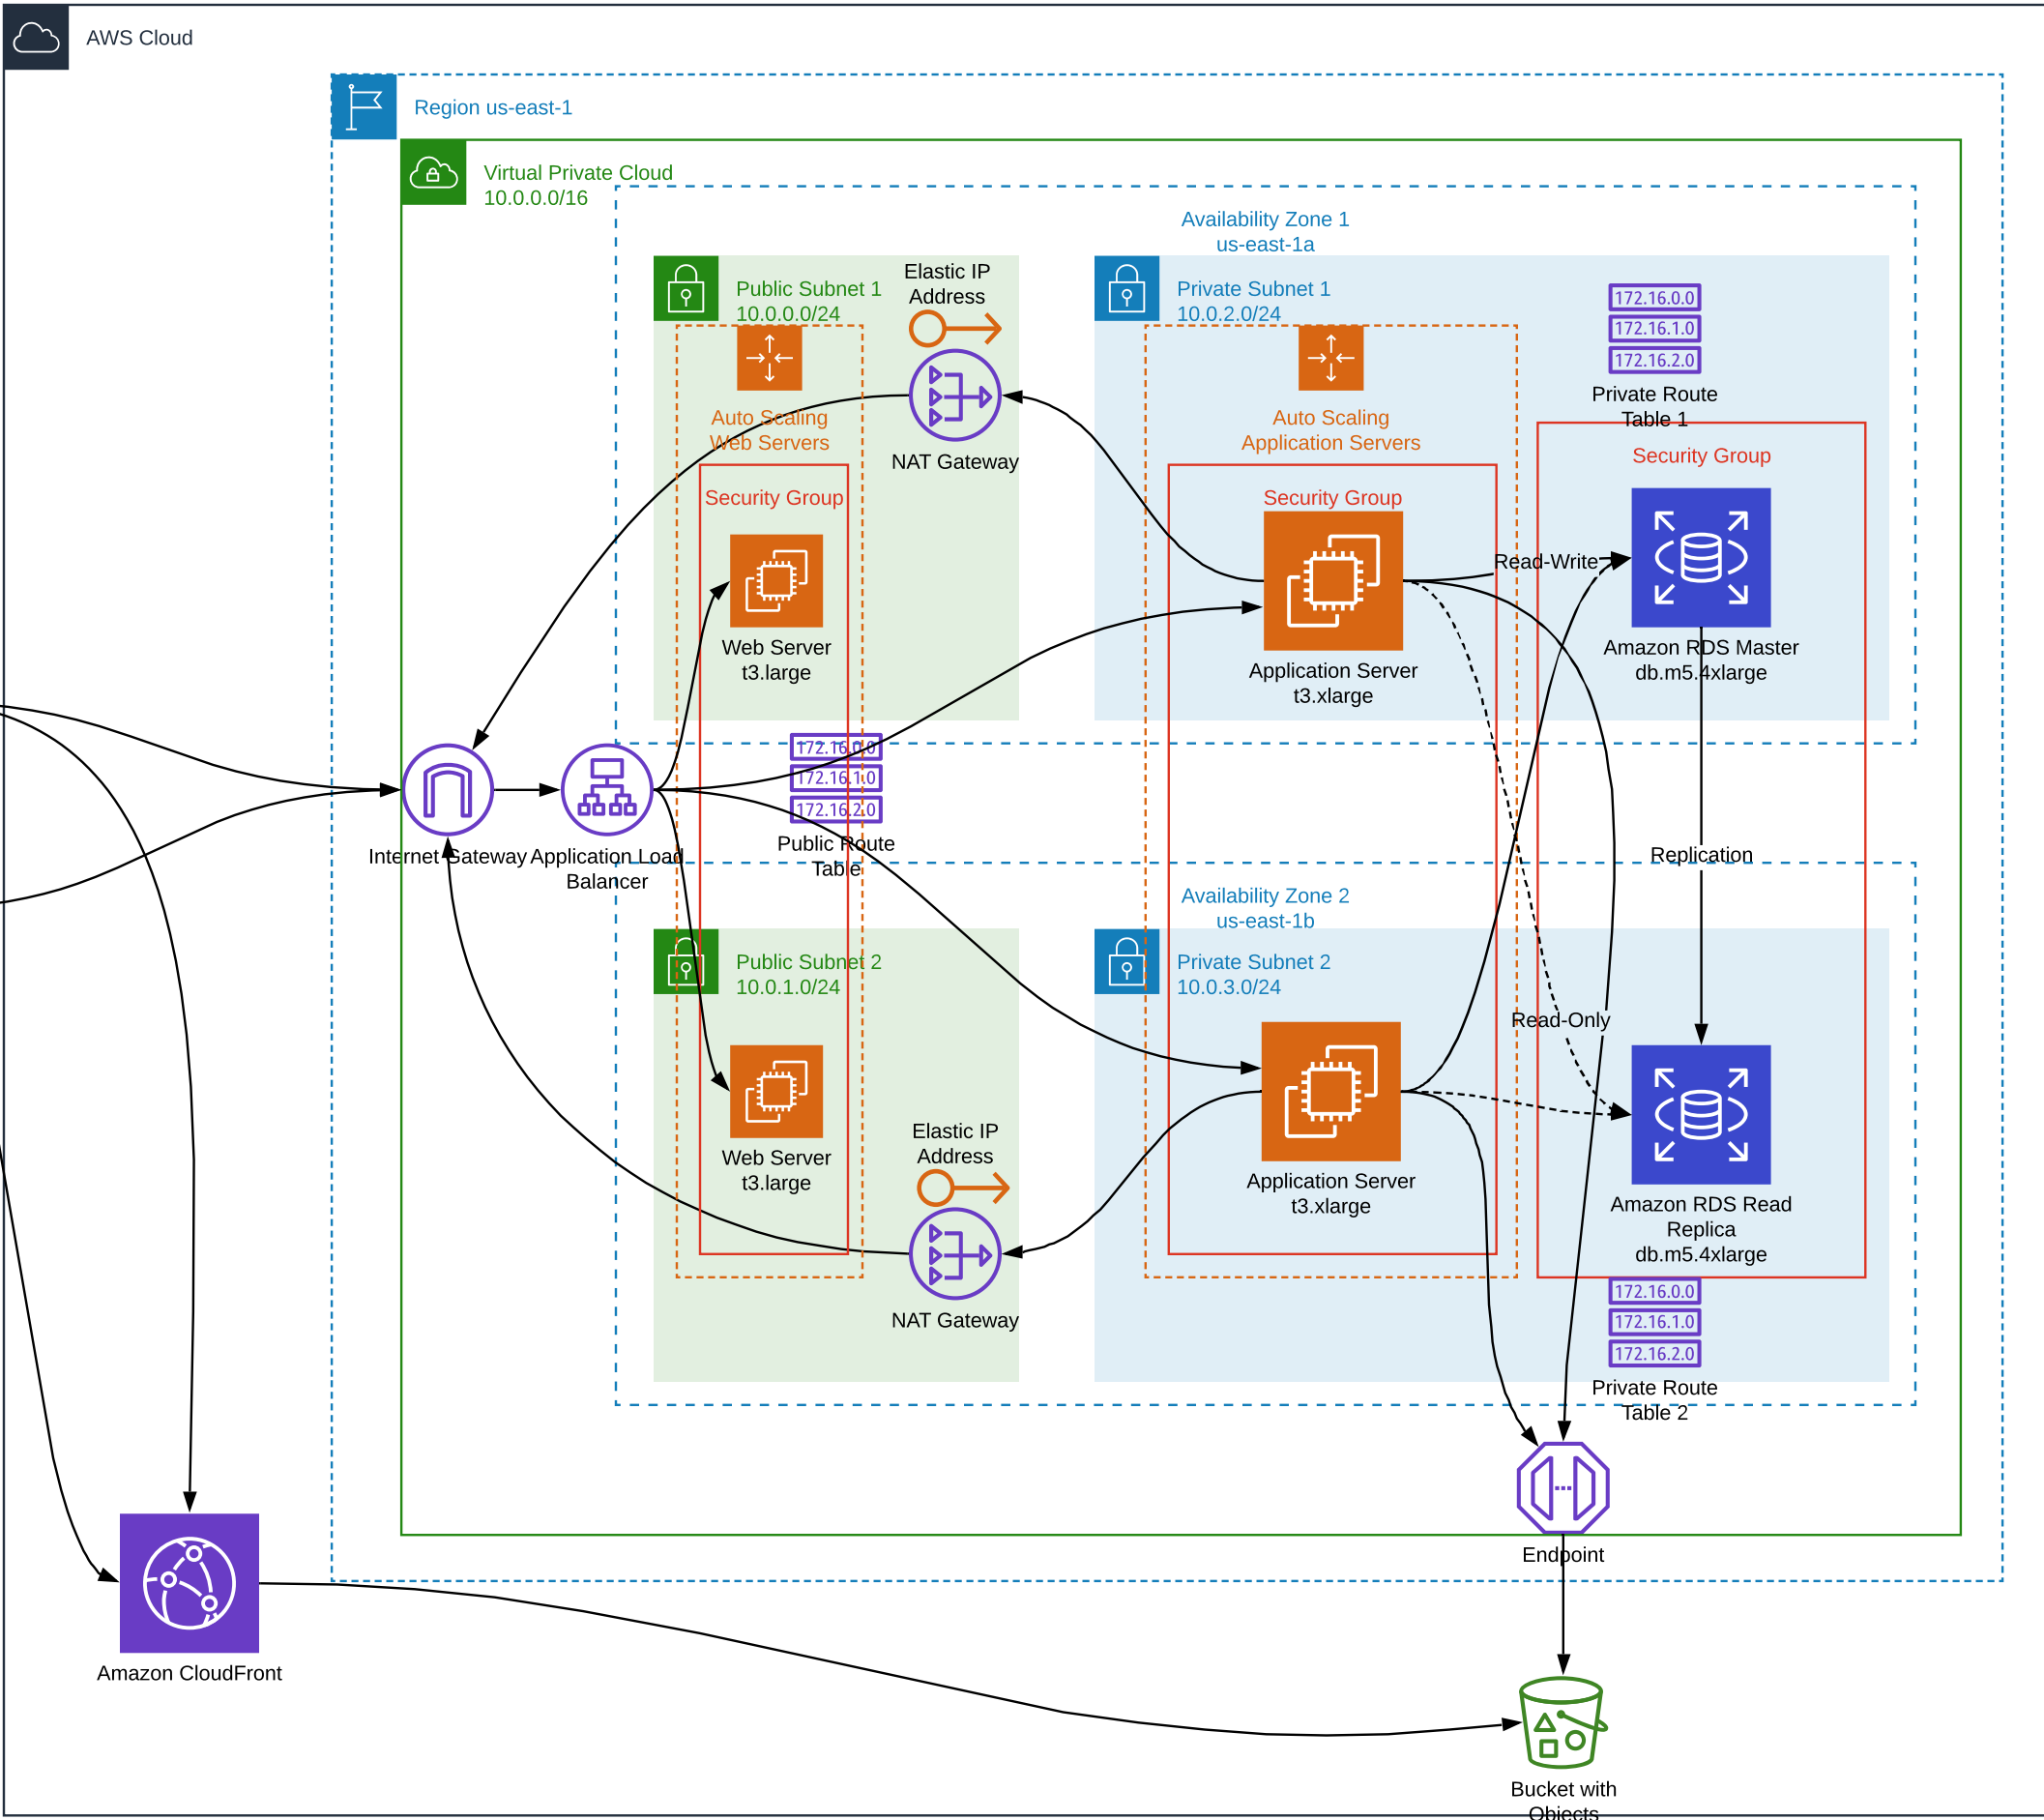 AWS Cloud
Region us-east-1
Virtual Private Cloud
10.0.0.0/16
Availability Zone 1
us-east-1a
Public Subnet 1
10.0.0.0/24
Elastic IP
Address
NAT Gateway
Auto Scaling
Web Servers
Security Group
Web Server
t3.large
Private Subnet 1
10.0.2.0/24
Auto Scaling
Application Servers
Security Group
Application Server
t3.xlarge
172.16.0.0
172.16.1.0
172.16.2.0
Private Route
Table 1
Security Group
Read-Write
Amazon RDS Master
db.m5.4xlarge
Internet Gateway
Application Load
Balancer
172.16.0.0
172.16.1.0
172.16.2.0
Public Route
Table
Replication
Availability Zone 2
us-east-1b
Public Subnet 2
10.0.1.0/24
Web Server
t3.large
Elastic IP
Address
NAT Gateway
Private Subnet 2
10.0.3.0/24
Application Server
t3.xlarge
Read-Only
Amazon RDS Read
Replica
db.m5.4xlarge
172.16.0.0
172.16.1.0
172.16.2.0
Private Route
Table 2
Endpoint
Amazon CloudFront
Bucket with
Objects